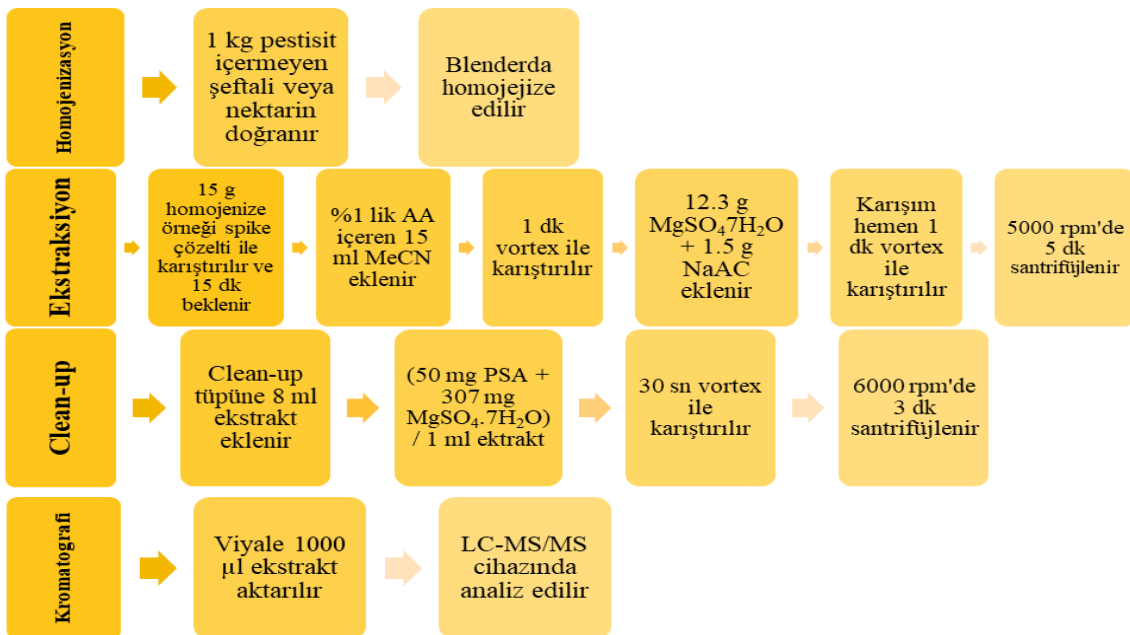 Homojenizasyon
1 kg pestisit
içermeyen
şeftali veya
nektarin
doğranır
Blenderda
homojejize
edilir
Ekstraksiyon
15 g
homojenize
örneği spike
çözelti ile
karıştırılır ve
15 dk
beklenir
%1 lik AA
içeren 15
ml MeCN
eklenir
1 dk
vortex ile
karıştırılır
12.3 g
MgSO₄7H₂O
+ 1.5 g
NaAC
eklenir
Karışım
hemen 1
dk vortex
ile
karıştırılır
5000 rpm'de
5 dk
santrifüjlenir
Clean-up
Clean-up
tüpüne 8 ml
ekstrakt
eklenir
(50 mg PSA +
307 mg
MgSO₄.7H₂O)
/ 1 ml ektrakt
30 sn vortex
ile
karıştırılır
6000 rpm'de
3 dk
santrifüjlenir
Kromatografi
Viyale 1000
µl ekstrakt
aktarılır
LC-MS/MS
cihazında
analiz edilir